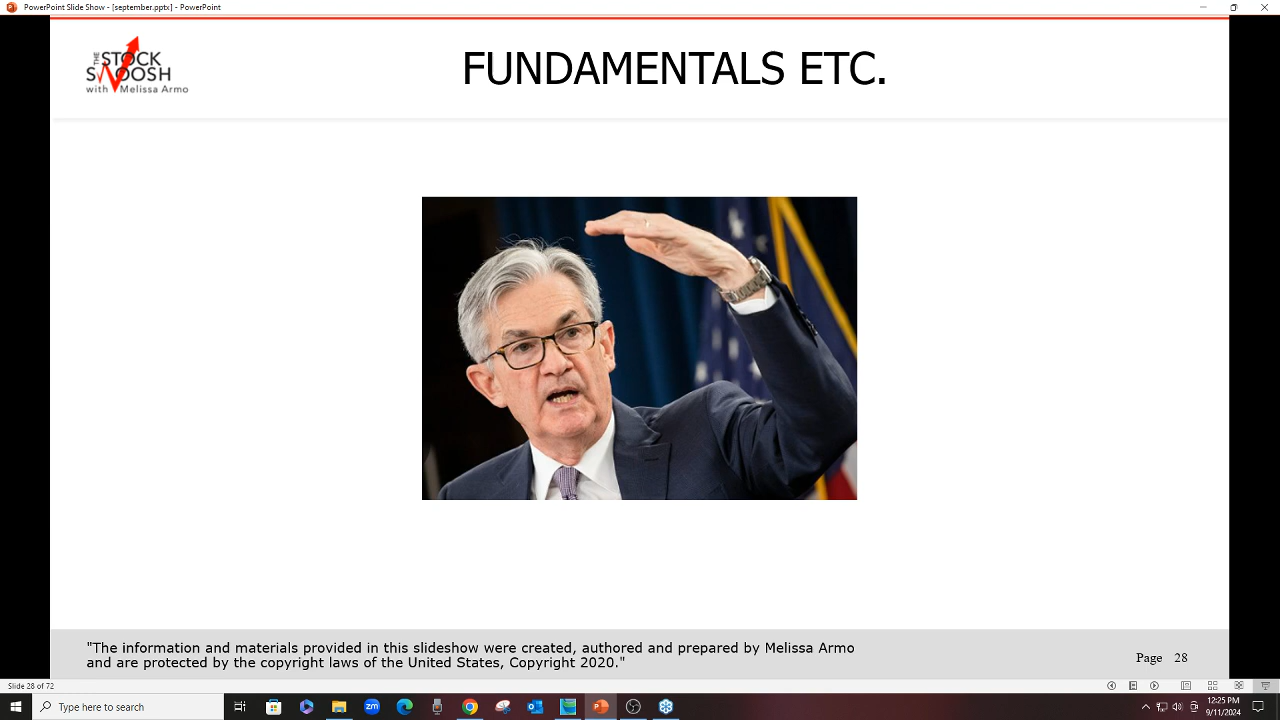 PowerPoint Slide Show - [september.pptx] - PowerPoint
THE
STOCK
SWOOSH
with Melissa Armo
FUNDAMENTALS ETC.
"The information and materials provided in this slideshow were created, authored and prepared by Melissa Armo
and are protected by the copyright laws of the United States, Copyright 2020."
Page 28
Slide 28 of 72
Type here to search
zm
12:25 PM
9/11/2024